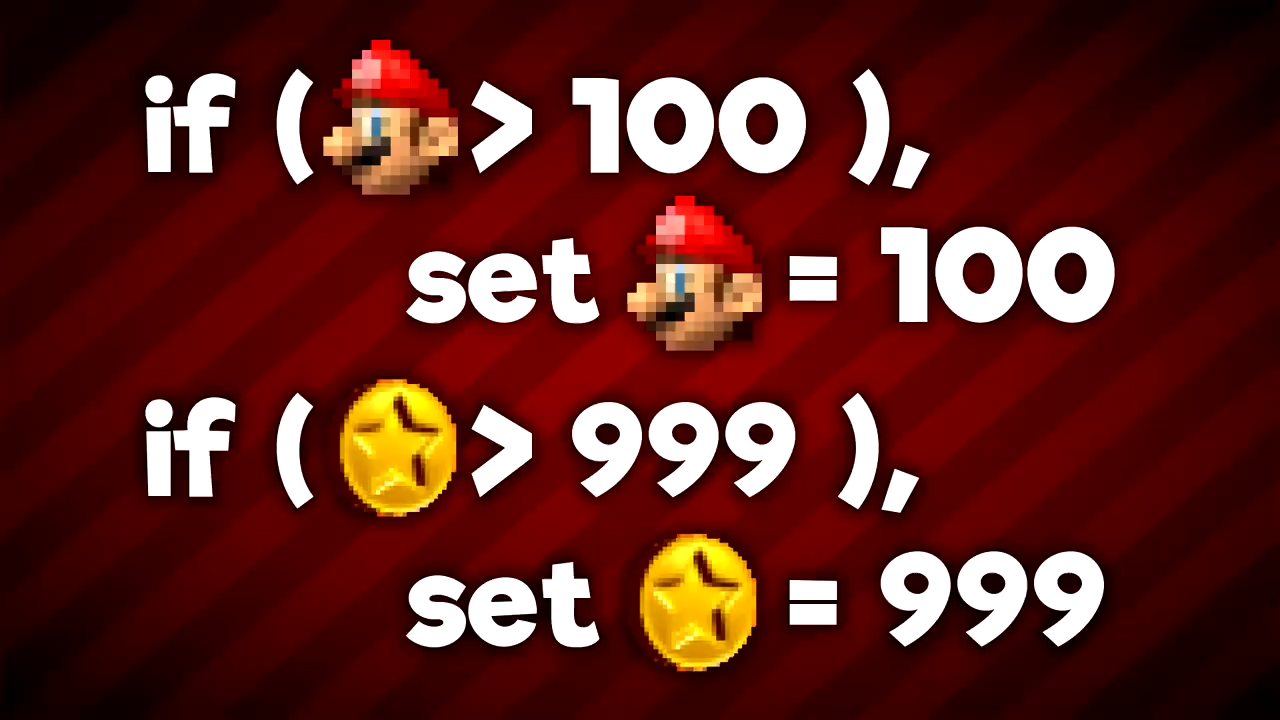 if ( > 100 ),
set = 100
if ( > 999 ),
set = 999